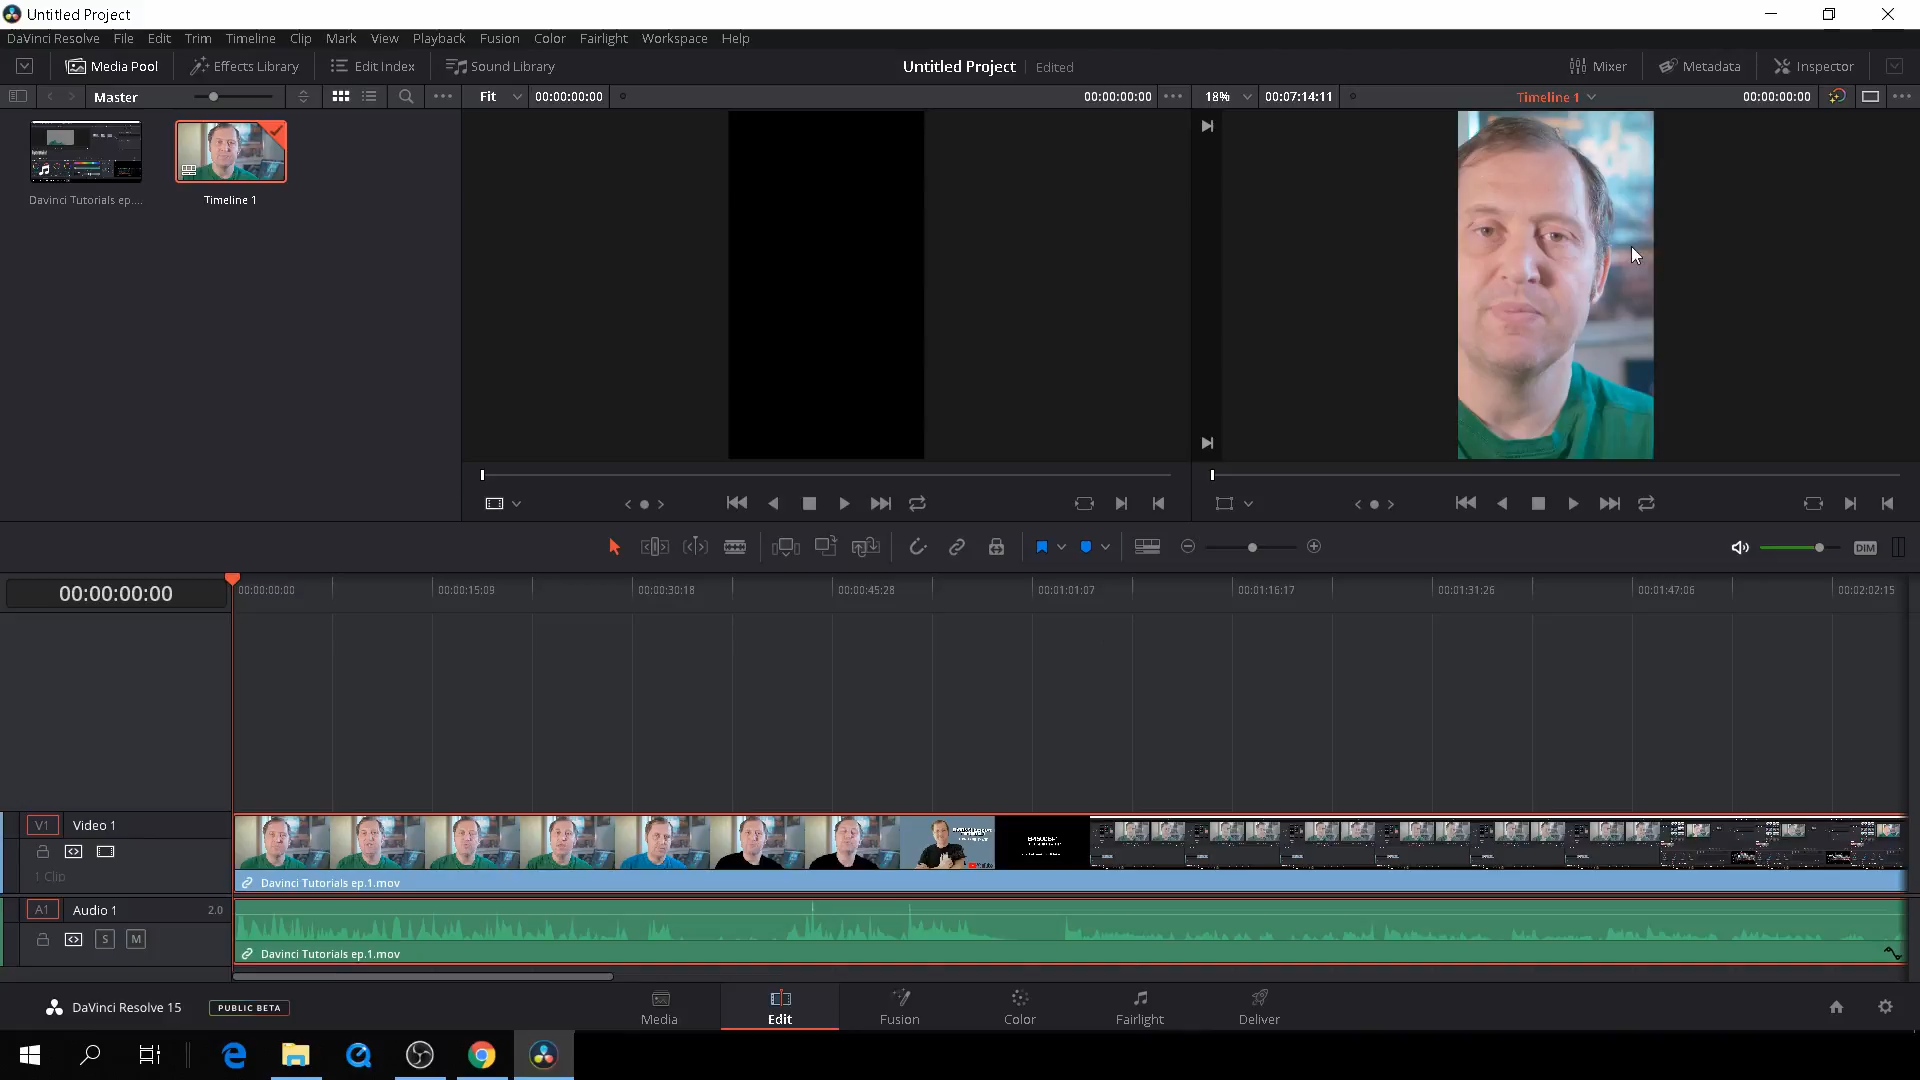 Untitled Project
DaVinci Resolve File Edit Trim Timeline Clip Mark View Playback Fusion Color Fairlight Workspace Help
Media Pool Effects Library Edit Index Sound Library Untitled Project Edited Mixer Metadata Inspector
Master Fit 00:00:00:00 00:00:00:00 18% 00:07:14:11 Timeline 1 00:00:00:00
Davinci Tutorials ep.... Timeline 1
DIM
00:00:00:00 00:00:00:00 00:00:15:09 00:00:30:18 00:00:45:28 00:01:01:07 00:01:16:17 00:01:31:26 00:01:47:06 00:02:02:15
V1 Video 1
1 Clip
Davinci Tutorials ep.1.mov
A1 Audio 1 2.0
S M
Davinci Tutorials ep.1.mov
DaVinci Resolve 15 PUBLIC BETA Media Edit Fusion Color Fairlight Deliver